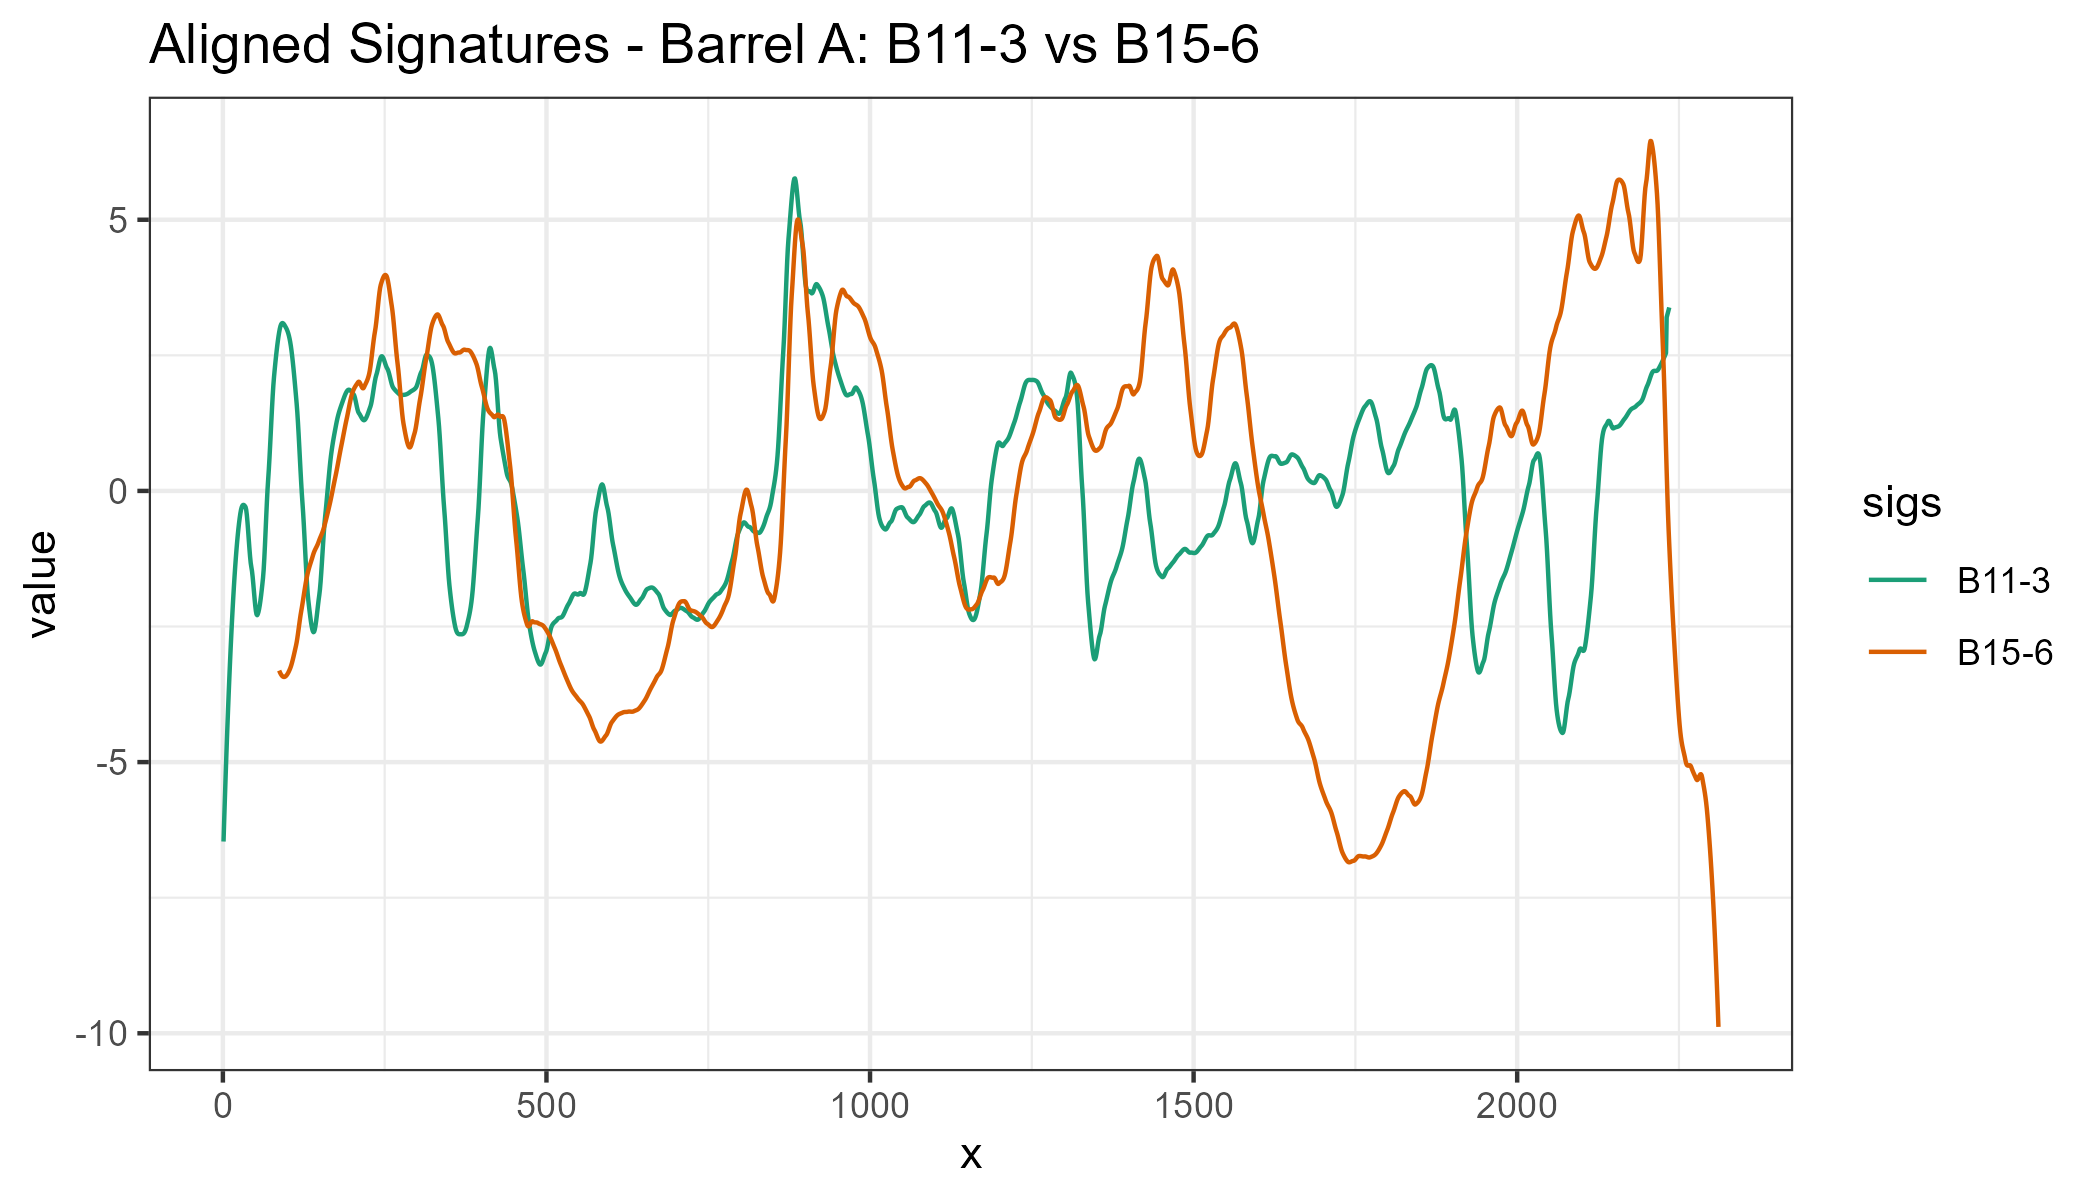 Aligned Signatures - Barrel A: B11-3 vs B15-6
value
5
0
-5
-10
0 500 1000 1500 2000
x
sigs
B11-3
B15-6